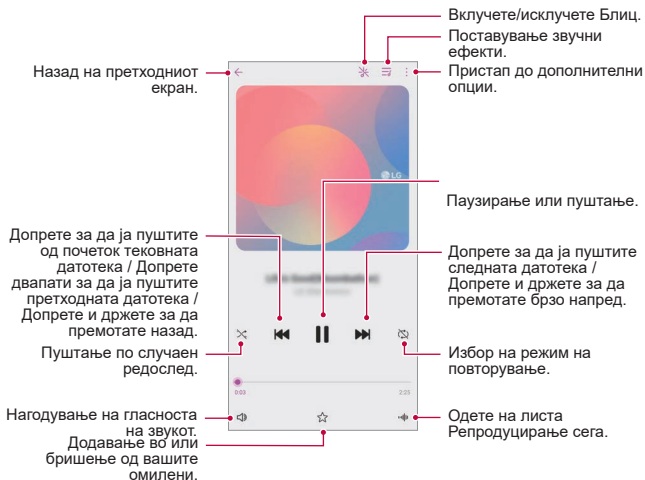 Вклучете/исклучете Блиц.
Поставување звучни
ефекти.
Пристап до дополнителни
опции.
Назад на претходниот
екран.
LG
Паузирање или пуштање.
Допрете за да ја пуштите
од почеток тековната
датотека / Допрете
двапати за да ја пуштите
претходната датотека /
Допрете и држете за да
премотате назад.
Допрете за да ја пуштите
следната датотека /
Допрете и држете за да
премотате брзо напред.
Пуштање по случаен
редослед.
Избор на режим на
повторување.
0:03
2:25
Нагодување на гласноста
на звукот.
Додавање во или
бришење од вашите
омилени.
Одете на листа
Репродуцирање сега.